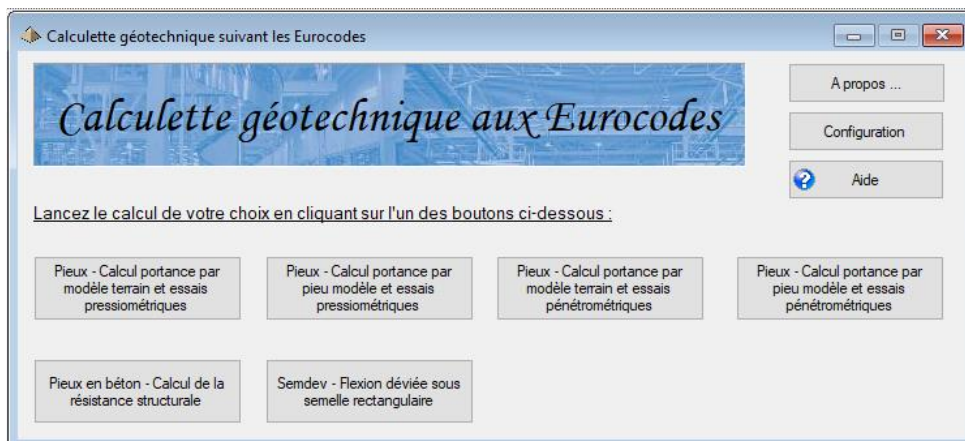 Calculette géotechnique suivant les Eurocodes
Calculette géotechnique aux Eurocodes
A propos ...
Configuration
Aide
Lancez le calcul de votre choix en cliquant sur l'un des boutons ci-dessous :
Pieux - Calcul portance par
modèle terrain et essais
pressiométriques
Pieux - Calcul portance par
pieu modèle et essais
pressiométriques
Pieux - Calcul portance par
modèle terrain et essais
pénétrométriques
Pieux - Calcul portance par
pieu modèle et essais
pénétrométriques
Pieux en béton - Calcul de la
résistance structurale
Semdev - Flexion déviée sous
semelle rectangulaire